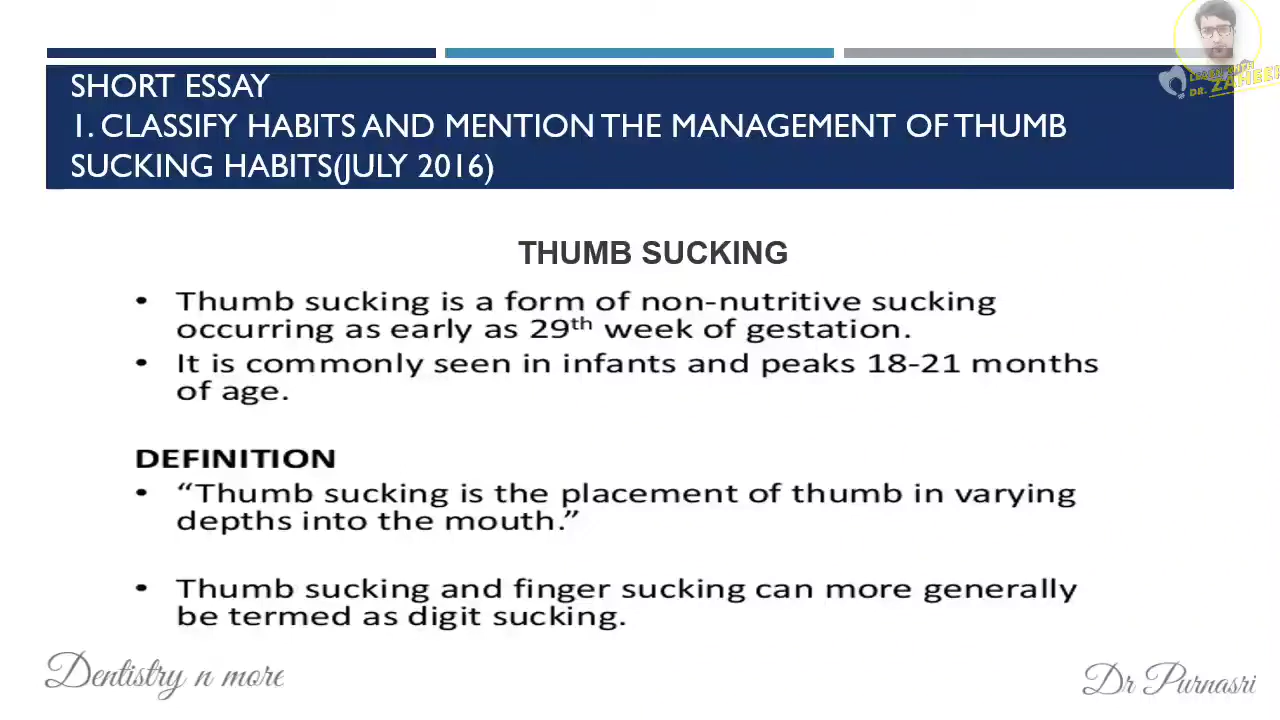 LEARN WITH
DR. ZAHEER
SHORT ESSAY
1. CLASSIFY HABITS AND MENTION THE MANAGEMENT OF THUMB
SUCKING HABITS(JULY 2016)
THUMB SUCKING
• Thumb sucking is a form of non-nutritive sucking
occurring as early as 29th week of gestation.
• It is commonly seen in infants and peaks 18-21 months
of age.
DEFINITION
• “Thumb sucking is the placement of thumb in varying
depths into the mouth.”
• Thumb sucking and finger sucking can more generally
be termed as digit sucking.
Dentistry n more
Dr Purnasri